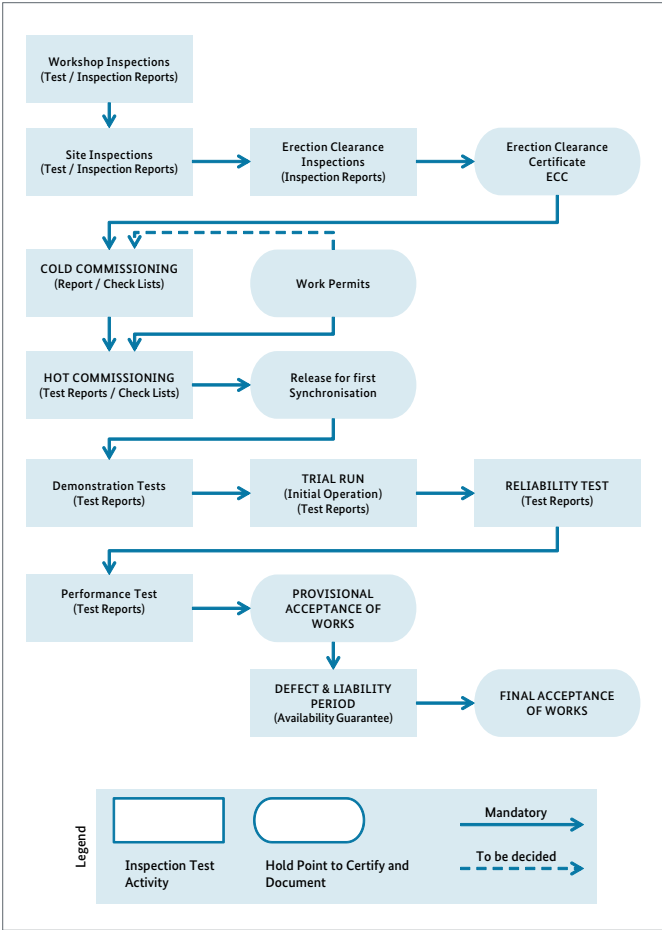 Workshop Inspections
(Test / Inspection Reports)
Site Inspections
(Test / Inspection Reports)
Erection Clearance
Inspections
(Inspection Reports)
Erection Clearance
Certificate
ECC
COLD COMMISSIONING
(Report / Check Lists)
Work Permits
HOT COMMISSIONING
(Test Reports / Check Lists)
Release for first
Synchronisation
Demonstration Tests
(Test Reports)
TRIAL RUN
(Initial Operation)
(Test Reports)
RELIABILITY TEST
(Test Reports)
Performance Test
(Test Reports)
PROVISIONAL
ACCEPTANCE OF
WORKS
DEFECT & LIABILITY
PERIOD
(Availability Guarantee)
FINAL ACCEPTANCE
OF WORKS
Legend
Inspection Test
Activity
Hold Point to Certify and
Document
Mandatory
To be decided